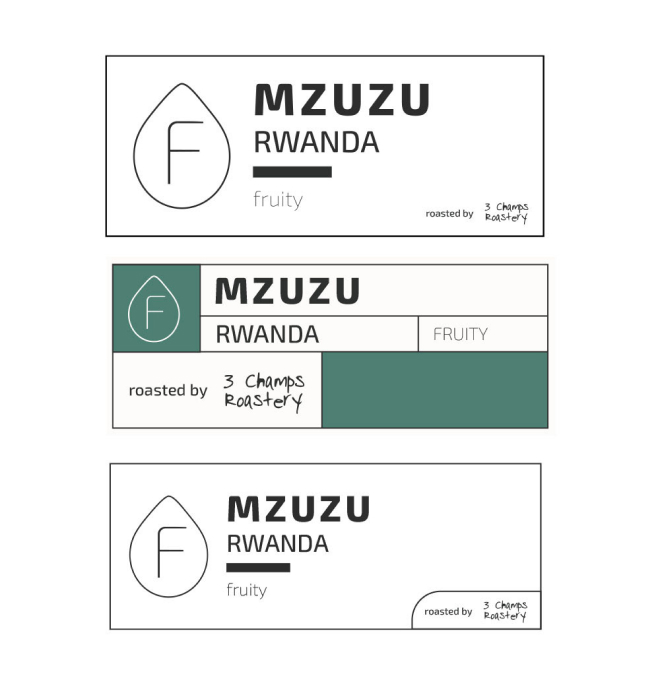 F
MZUZU
RWANDA
fruity
roasted by
3 Champs
Roastery
F
MZUZU
RWANDA
FRUITY
roasted by
3 Champs
Roastery
F
MZUZU
RWANDA
fruity
roasted by
3 Champs
Roastery